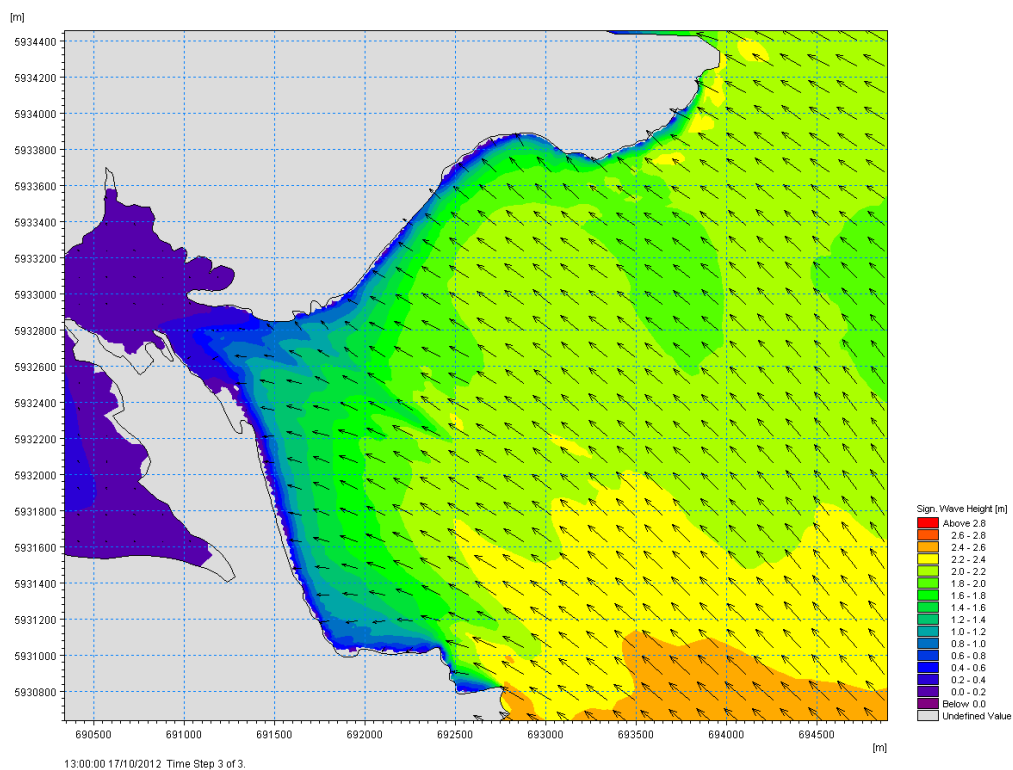 [m]
5934400
5934200
5934000
5933800
5933600
5933400
5933200
5933000
5932800
5932600
5932400
5932200
5932000
5931800
5931600
5931400
5931200
5931000
5930800
690500 691000 691500 692000 692500 693000 693500 694000 694500
[m]
Sign. Wave Height [m]
Above 2.8
2.6 - 2.8
2.4 - 2.6
2.2 - 2.4
2.0 - 2.2
1.8 - 2.0
1.6 - 1.8
1.4 - 1.6
1.2 - 1.4
1.0 - 1.2
0.8 - 1.0
0.6 - 0.8
0.4 - 0.6
0.2 - 0.4
0.0 - 0.2
Below 0.0
Undefined Value
13:00:00 17/10/2012 Time Step 3 of 3.